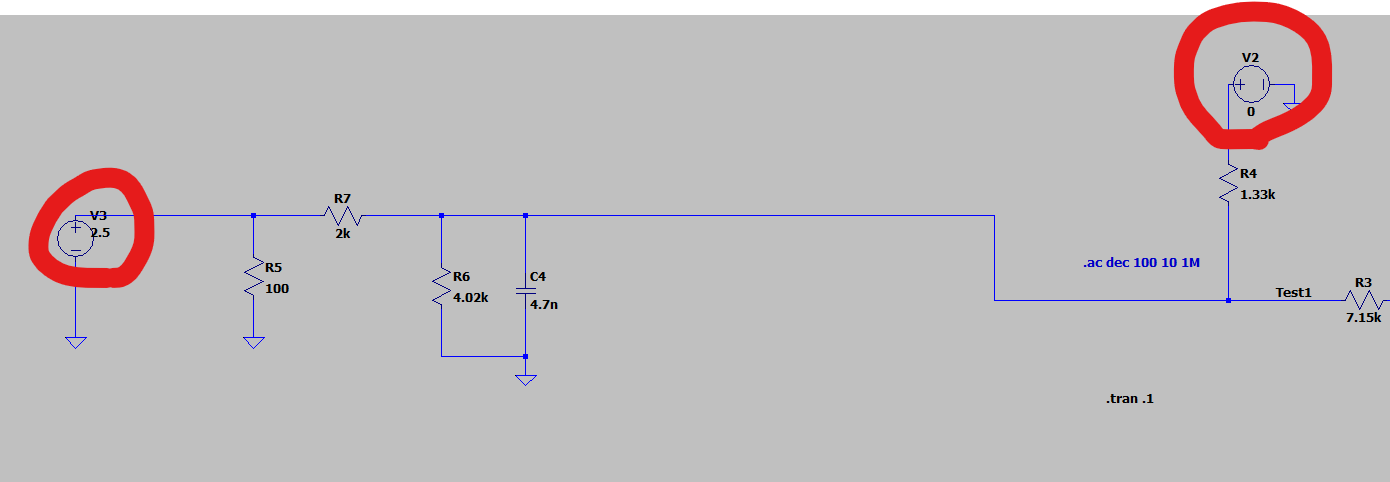 V2
0
R4
1.33k
V3
2.5
R7
2k
R5
100
R6
4.02k
C4
4.7n
.ac dec 100 10 1M
Test1
R3
7.15k
.tran .1